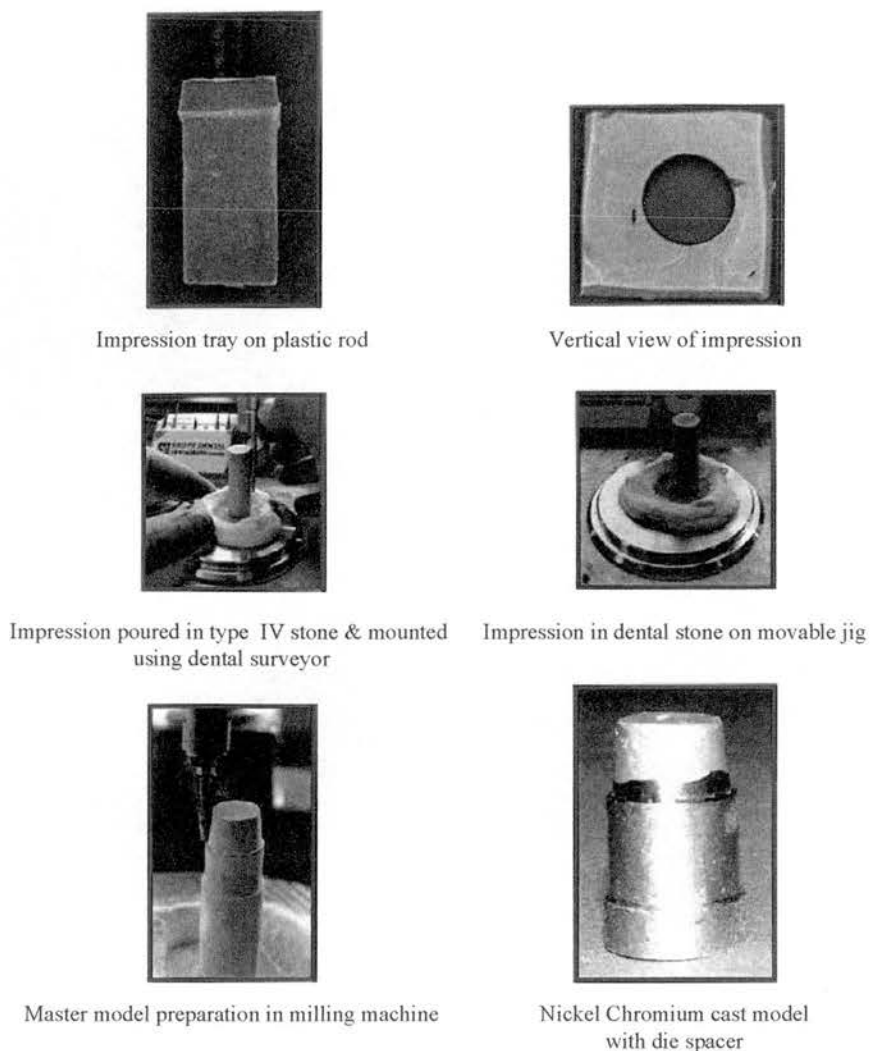 Impression tray on plastic rod
Vertical view of impression
Impression poured in type IV stone & mounted
using dental surveyor
Impression in dental stone on movable jig
Master model preparation in milling machine
Nickel Chromium cast model
with die spacer